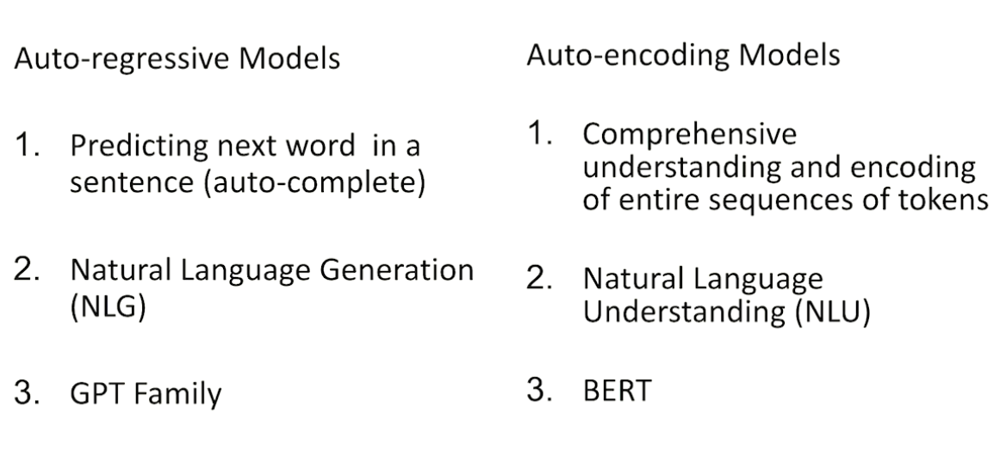 Auto-regressive Models
1. Predicting next word in a
sentence (auto-complete)
2. Natural Language Generation
(NLG)
3. GPT Family
Auto-encoding Models
1. Comprehensive
understanding and encoding
of entire sequences of tokens
2. Natural Language
Understanding (NLU)
3. BERT